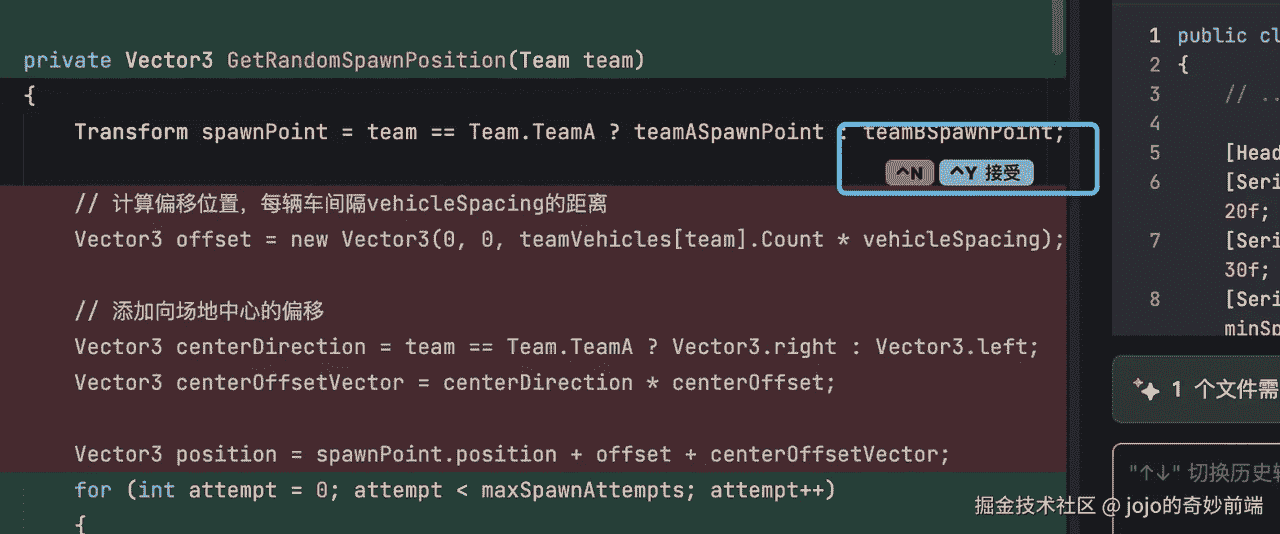 private Vector3 GetRandomSpawnPosition(Team team)
{
Transform spawnPoint = team == Team.TeamA ? teamASpawnPoint : teamBSpawnPoint;
^N ^Y 接受
// 计算偏移位置，每辆车间隔vehicleSpacing的距离
Vector3 offset = new Vector3(0, 0, teamVehicles[team].Count * vehicleSpacing);
// 添加向场地中心的偏移
Vector3 centerDirection = team == Team.TeamA ? Vector3.right : Vector3.left;
Vector3 centerOffsetVector = centerDirection * centerOffset;
Vector3 position = spawnPoint.position + offset + centerOffsetVector;
for (int attempt = 0; attempt < maxSpawnAttempts; attempt++)
{
1 public cl
2 {
3 // ..
4
5 [Head
6 [Seri
20f;
7 [Seri
30f;
8 [Seri
minSp
1 个文件需
"↑↓" 切换历史输
掘金技术社区 @ jojo的奇妙前端